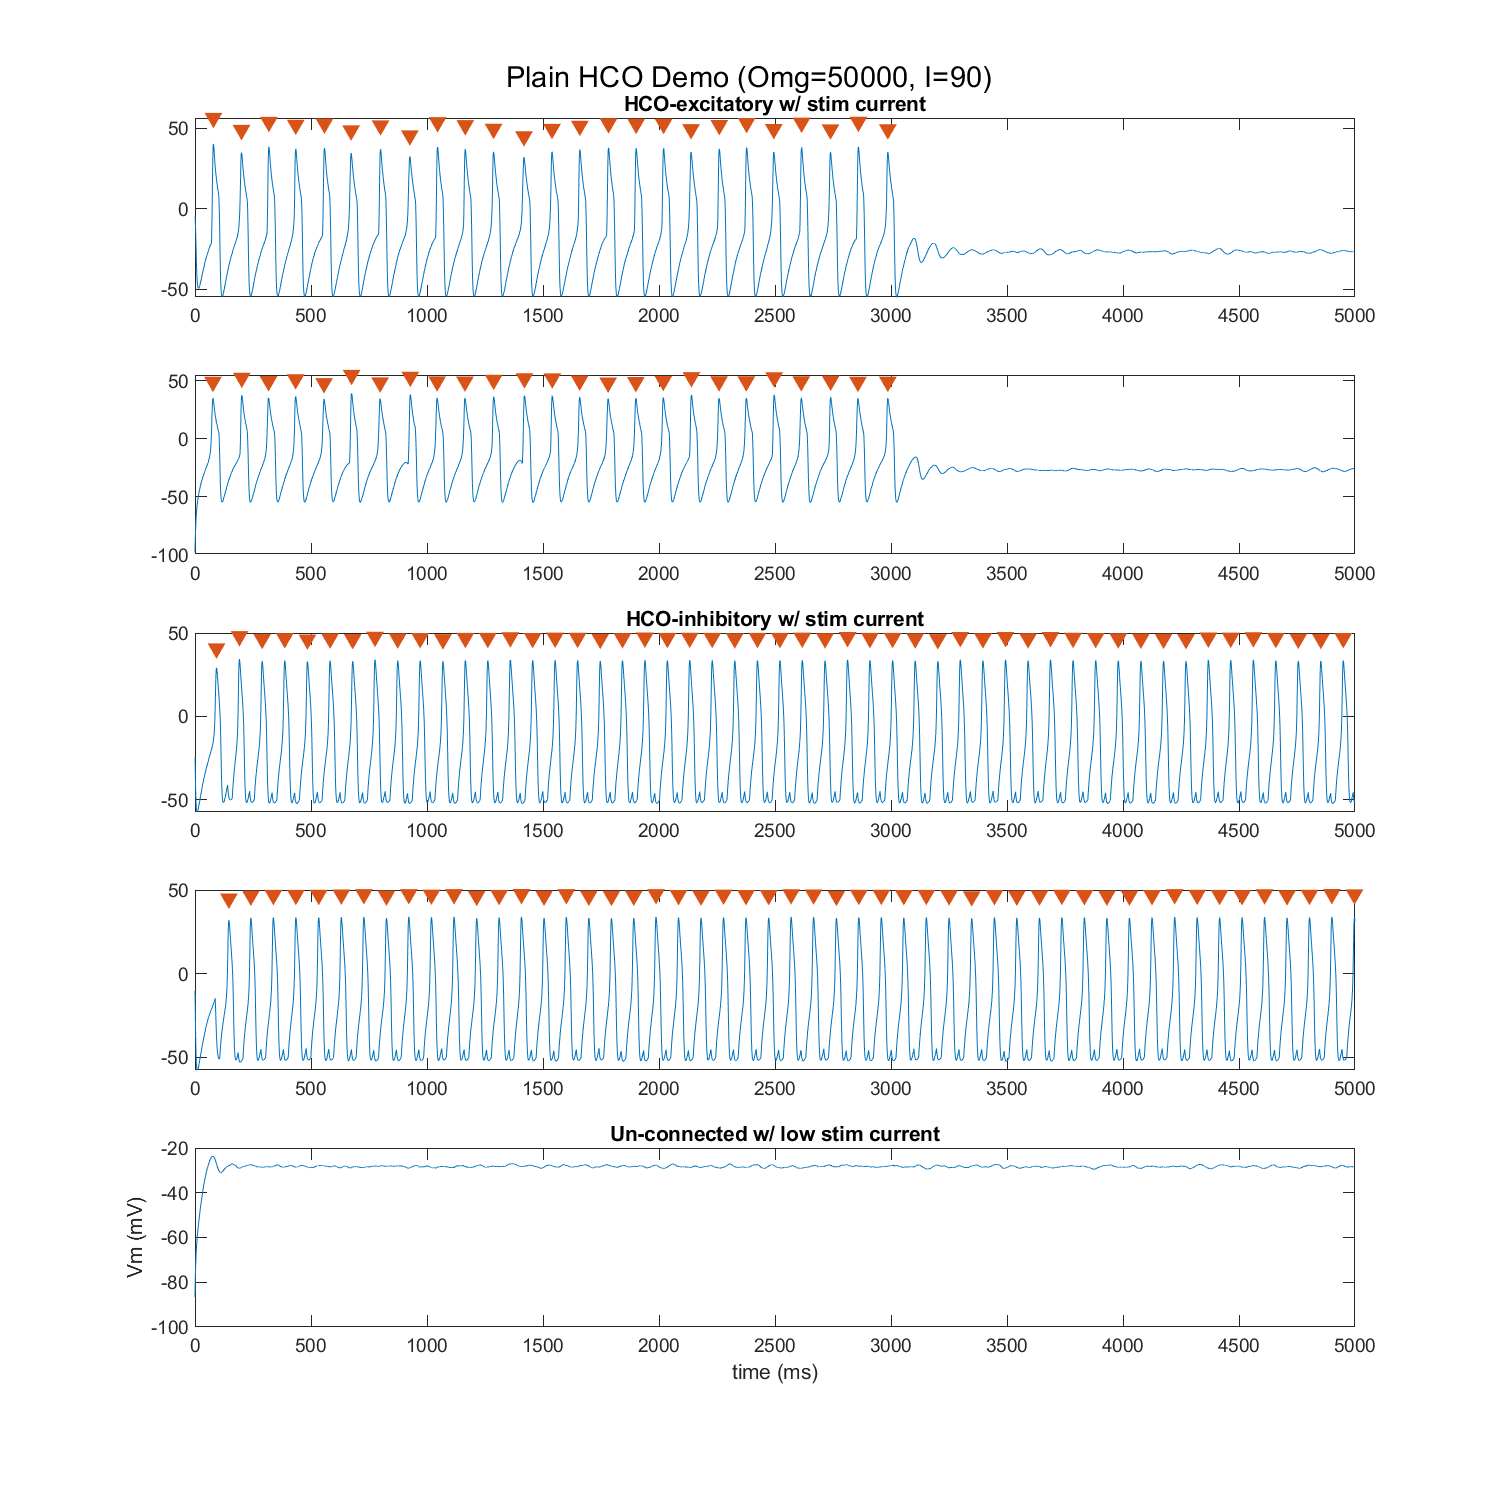 Plain HCO Demo (Omg=50000, I=90)
HCO-excitatory w/ stim current
50
0
-50
0 500 1000 1500 2000 2500 3000 3500 4000 4500 5000
50
0
-50
-100
0 500 1000 1500 2000 2500 3000 3500 4000 4500 5000
HCO-inhibitory w/ stim current
50
0
-50
0 500 1000 1500 2000 2500 3000 3500 4000 4500 5000
50
0
-50
0 500 1000 1500 2000 2500 3000 3500 4000 4500 5000
Un-connected w/ low stim current
-20
-40
-60
-80
-100
Vm (mV)
0 500 1000 1500 2000 2500 3000 3500 4000 4500 5000
time (ms)